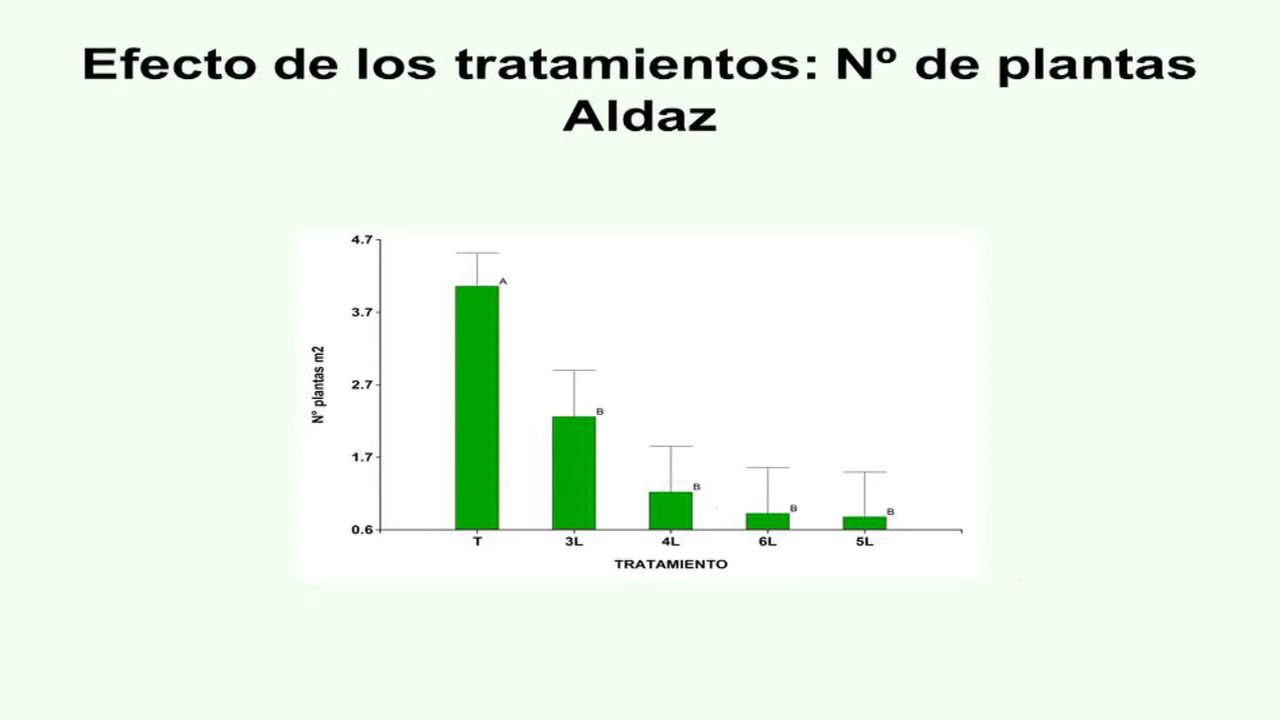 Efecto de los tratamientos: Nº de plantas
Aldaz
4.7
3.7
2.7
1.7
0.6
Nº plantas m2
A
B
B
B
B
T
3L
4L
6L
5L
TRATAMIENTO